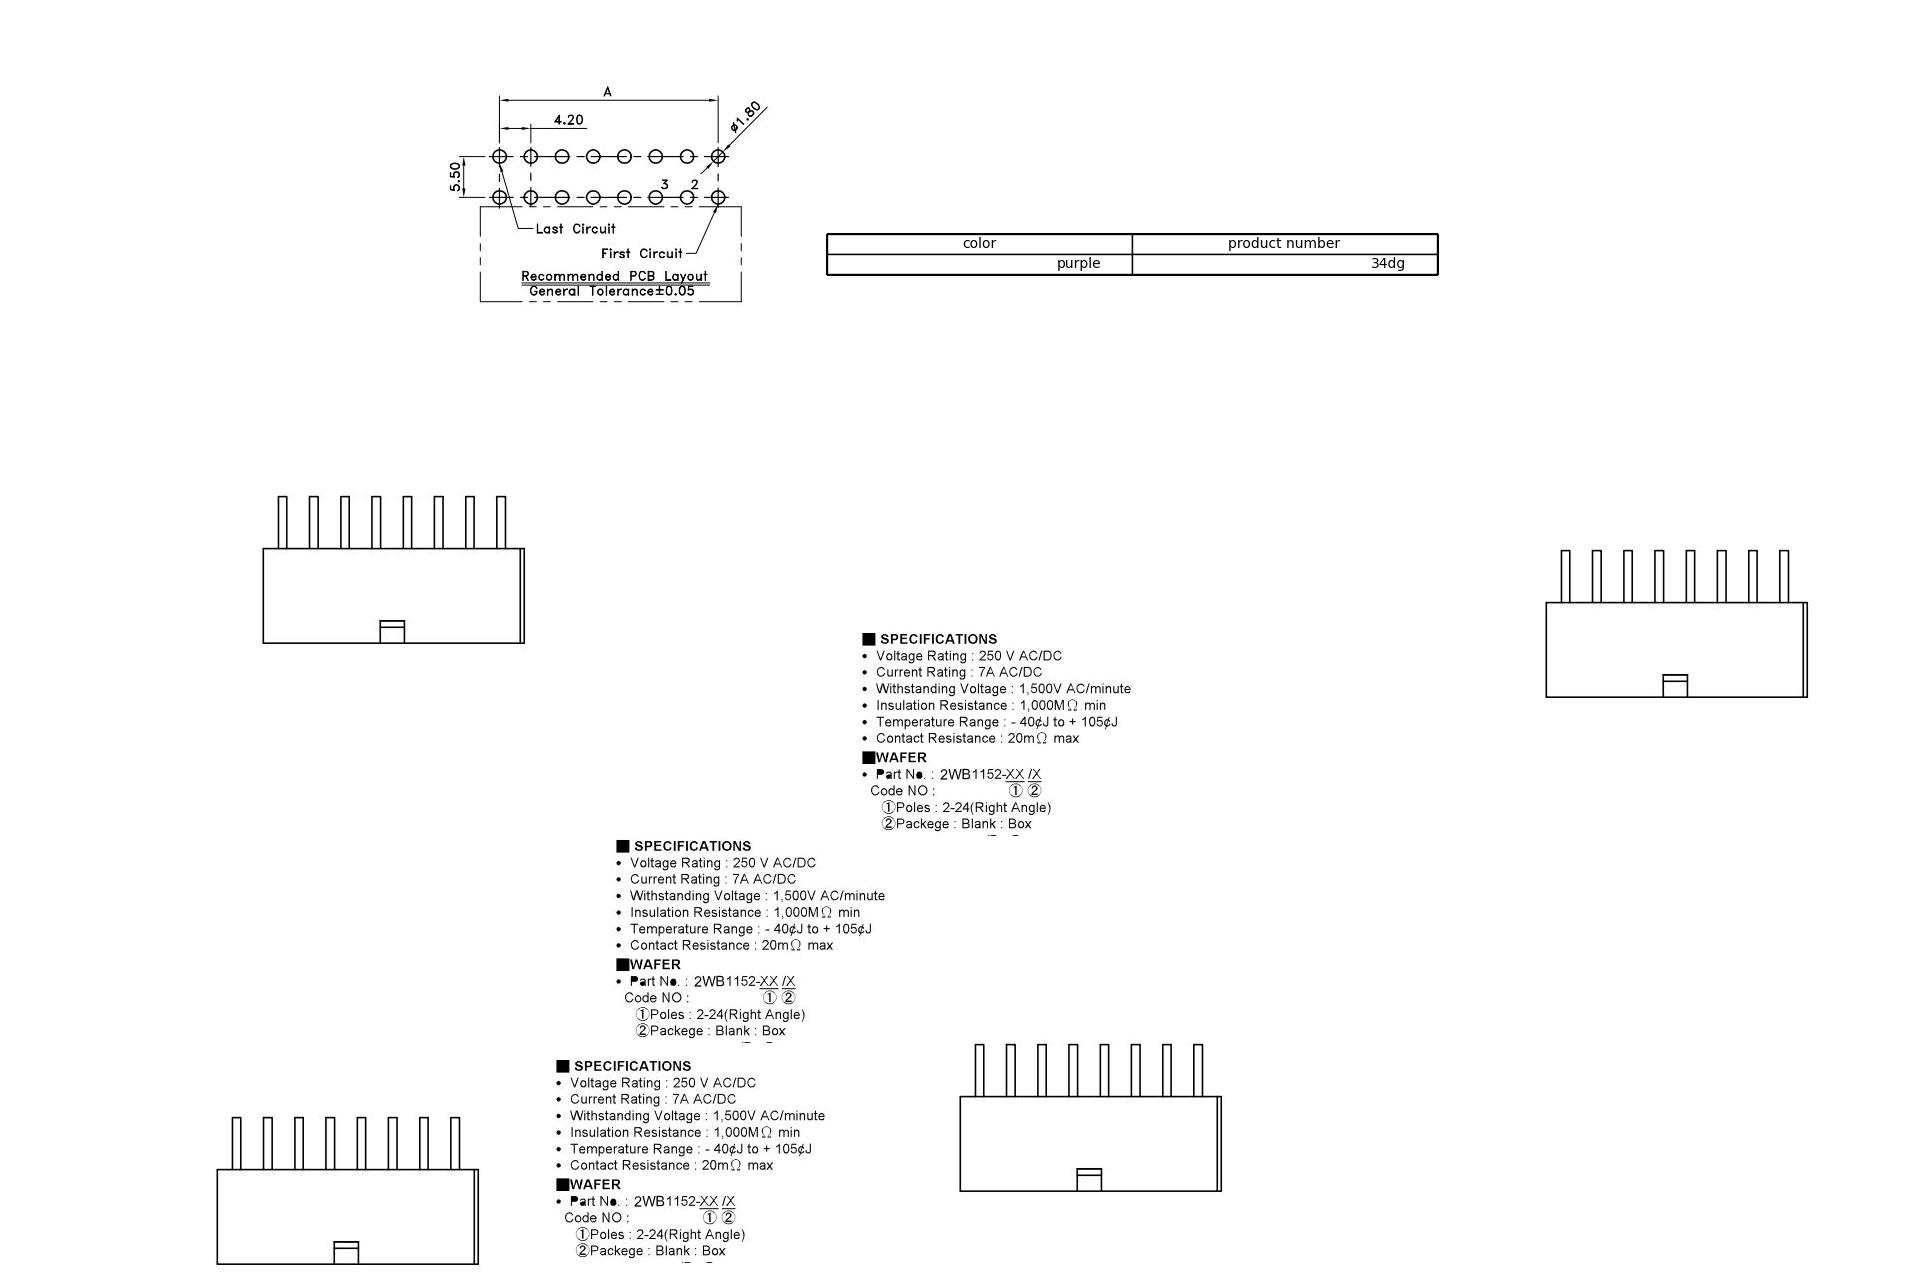 A
4.20
ø1.80
5.50
3 2
Last Circuit
First Circuit
Recommended PCB Layout
General Tolerance±0.05
color product number
purple 34dg
■ SPECIFICATIONS
• Voltage Rating : 250 V AC/DC
• Current Rating : 7A AC/DC
• Withstanding Voltage : 1,500V AC/minute
• Insulation Resistance : 1,000MΩ min
• Temperature Range : - 40¢J to + 105¢J
• Contact Resistance : 20mΩ max
■WAFER
• Part No. : 2WB1152-XX /X
Code NO : ① ②
①Poles : 2-24(Right Angle)
②Packege : Blank : Box
■ SPECIFICATIONS
• Voltage Rating : 250 V AC/DC
• Current Rating : 7A AC/DC
• Withstanding Voltage : 1,500V AC/minute
• Insulation Resistance : 1,000MΩ min
• Temperature Range : - 40¢J to + 105¢J
• Contact Resistance : 20mΩ max
■WAFER
• Part No. : 2WB1152-XX /X
Code NO : ① ②
①Poles : 2-24(Right Angle)
②Packege : Blank : Box
■ SPECIFICATIONS
• Voltage Rating : 250 V AC/DC
• Current Rating : 7A AC/DC
• Withstanding Voltage : 1,500V AC/minute
• Insulation Resistance : 1,000MΩ min
• Temperature Range : - 40¢J to + 105¢J
• Contact Resistance : 20mΩ max
■WAFER
• Part No. : 2WB1152-XX /X
Code NO : ① ②
①Poles : 2-24(Right Angle)
②Packege : Blank : Box